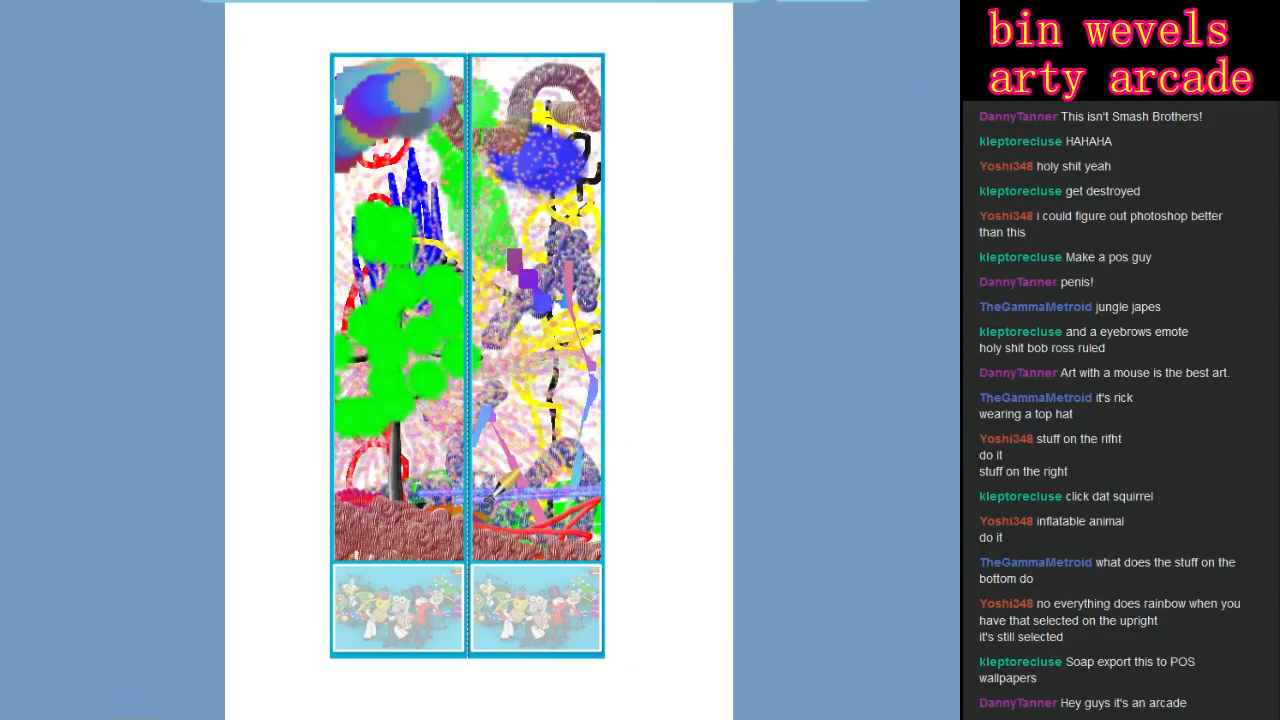 bin wevels
arty arcade
DannyTanner This isn't Smash Brothers!
kleptorecluse HAHAHA
Yoshi348 holy shit yeah
kleptorecluse get destroyed
Yoshi348 i could figure out photoshop better
than this
kleptorecluse Make a pos guy
DannyTanner penis!
TheGammaMetroid jungle japes
kleptorecluse and a eyebrows emote
holy shit bob ross ruled
DannyTanner Art with a mouse is the best art.
TheGammaMetroid it's rick
wearing a top hat
Yoshi348 stuff on the rifht
do it
stuff on the right
kleptorecluse click dat squirrel
Yoshi348 inflatable animal
do it
TheGammaMetroid what does the stuff on the
bottom do
Yoshi348 no everything does rainbow when you
have that selected on the upright
it's still selected
kleptorecluse Soap export this to POS
wallpapers
DannyTanner Hey guys it's an arcade